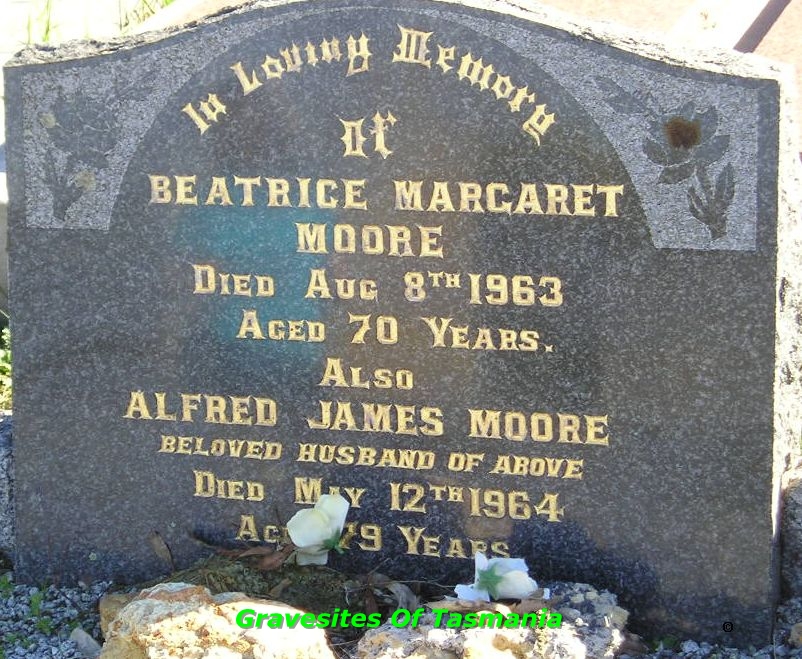 In Loving Memory
Of
BEATRICE MARGARET
MOORE
DIED AUG 8TH 1963
AGED 70 YEARS.
ALSO
ALFRED JAMES MOORE
BELOVED HUSBAND OF ABOVE
DIED MAY 12TH 1964
79 YEARS
Gravesites Of Tasmania